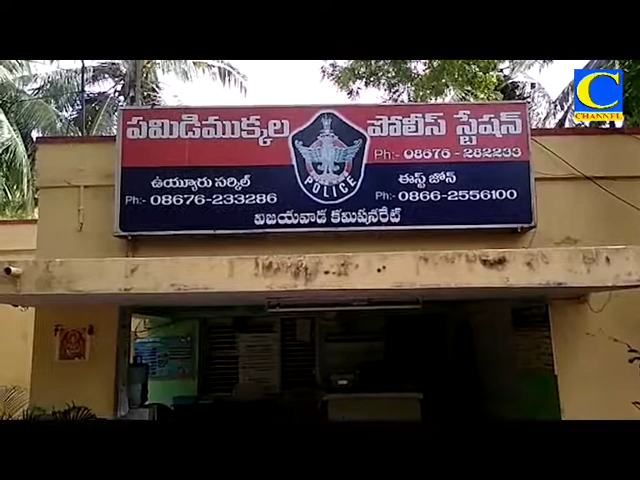 C
CHANNEL
పమిడిముక్కల పోలీస్ స్టేషన్
Ph:- 08676 - 282233
ఉయ్యూరు సర్కిల్
Ph:- 08676-233286
POLICE
ఈస్ట్ జోన్
Ph:- 0866-2556100
విజయవాడ కమిషనరేట్